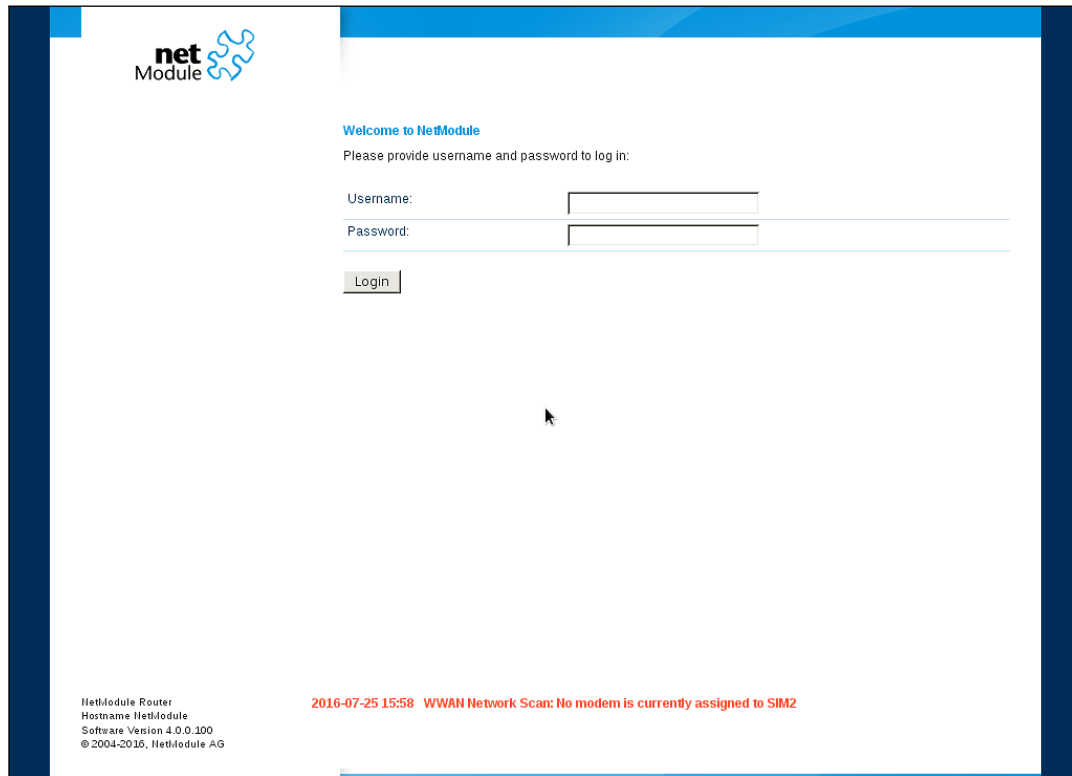 net
Module
Welcome to NetModule
Please provide username and password to log in:
Username:
Password:
Login
NetModule Router
Hostname NetModule
Software Version 4.0.0.100
© 2004-2016, NetModule AG
2016-07-25 15:58 WWAN Network Scan: No modem is currently assigned to SIM2